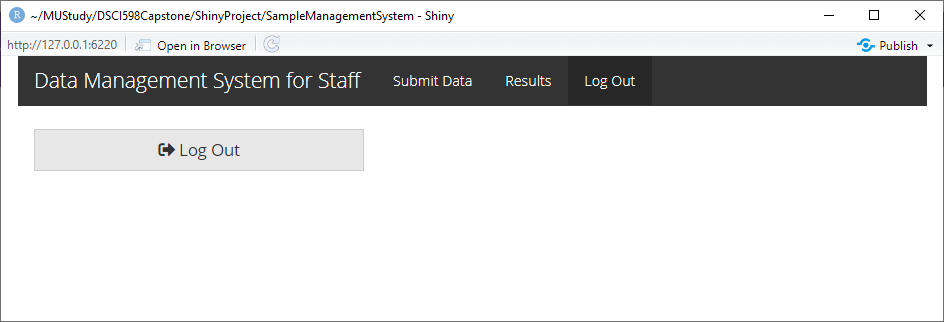 ~/MUStudy/DSCI598Capstone/ShinyProject/SampleManagementSystem - Shiny
http://127.0.0.1:6220 Open in Browser Publish
Data Management System for Staff Submit Data Results Log Out
Log Out